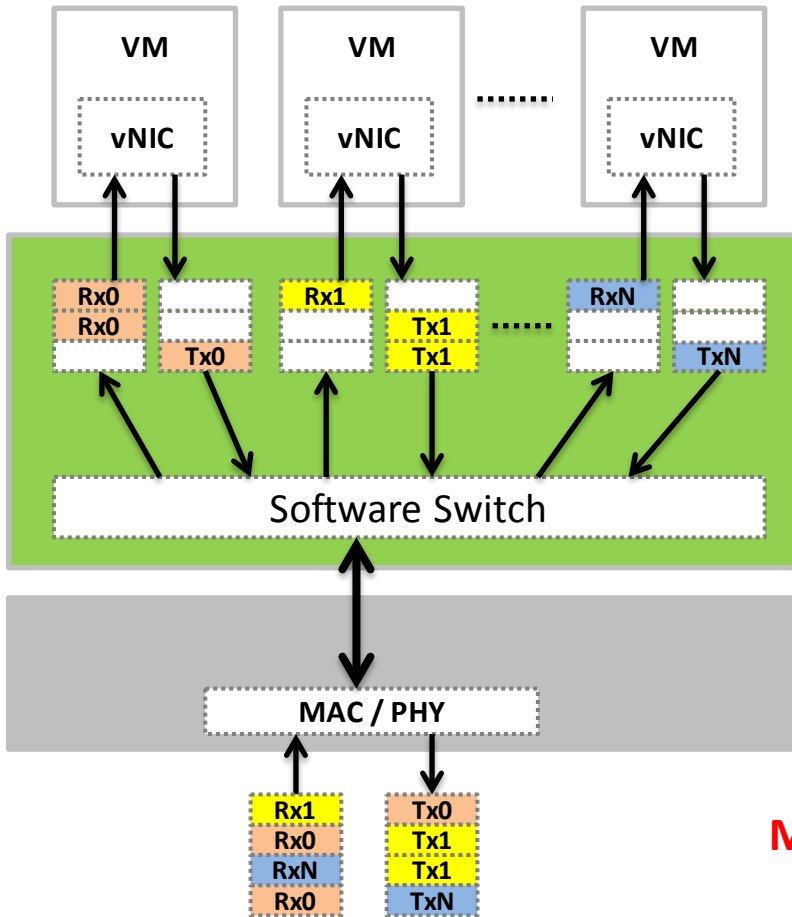 VM VM VM
vNIC vNIC vNIC
Rx0 Rx1 RxN
Rx0 Tx1
Tx0 Tx1 TxN
Software Switch
MAC / PHY
Rx1 Tx0
Rx0 Tx1
RxN Tx1
Rx0 TxN
M